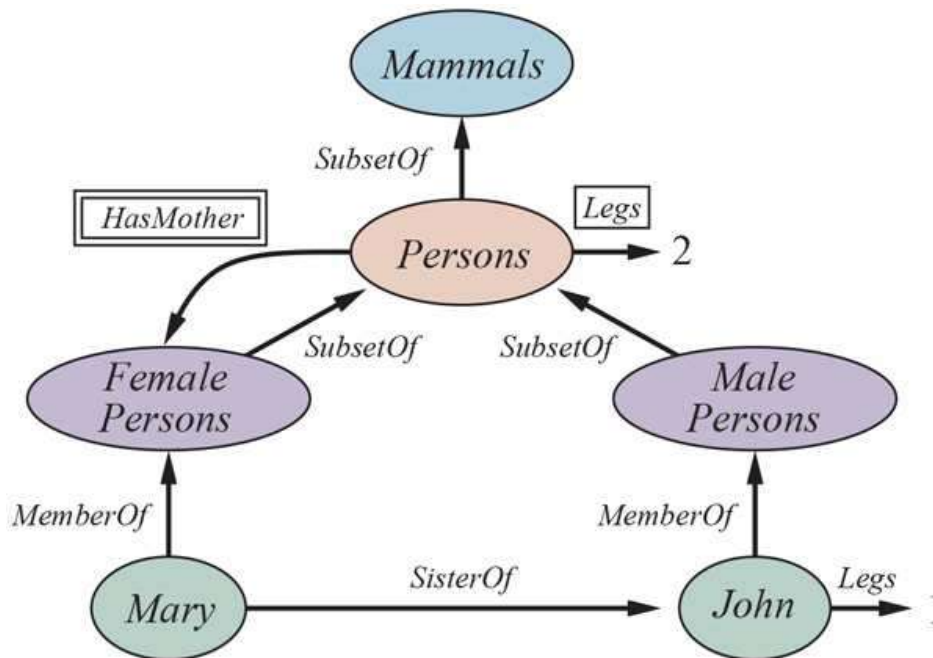 Mammals
SubsetOf
HasMother
Legs
Persons
2
SubsetOf
SubsetOf
Female
Persons
Male
Persons
MemberOf
MemberOf
SisterOf
Legs
Mary
John